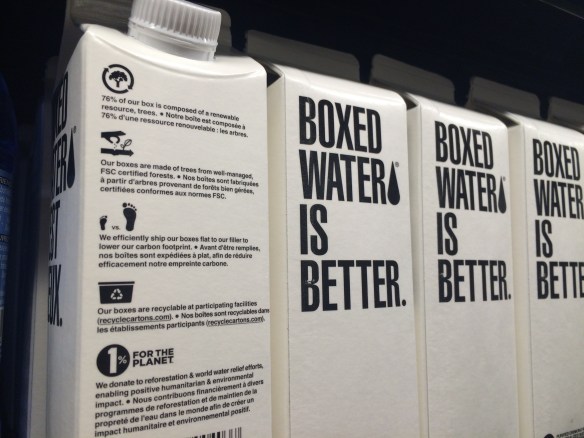 BOXED
WATER
ST
UX.
76% of our box is composed of a renewable
resource, trees. • Notre boîte est composée à
76% d'une ressource renouvelable : les arbres.
Our boxes are made of trees from well-managed,
FSC certified forests. • Nos boîtes sont fabriquées
à partir d'arbres provenant de forêts bien gérées,
certifiées conformes aux normes FSC.
vs.
We efficiently ship our boxes flat to our filler to
lower our carbon footprint. • Avant d'être remplies,
nos boîtes sont expédiées à plat, afin de réduire
efficacement notre empreinte carbone.
Our boxes are recyclable at participating facilities
(recyclecartons.com). • Nos boîtes sont recyclables dans
les établissements participants (recyclecartons.com).
1% FOR THE
PLANET
We donate to reforestation & world water relief efforts,
enabling positive humanitarian & environmental
impact. • Nous contribuons financièrement à divers
programmes de reforestation et de maintien de la
propreté de l'eau dans le monde afin de créer un
impact humanitaire et environnemental positif.
BOXED
WATER®
IS
BETTER.
BOXED
WATER®
IS
BETTER.
BOXED
WATER
IS
BETTE